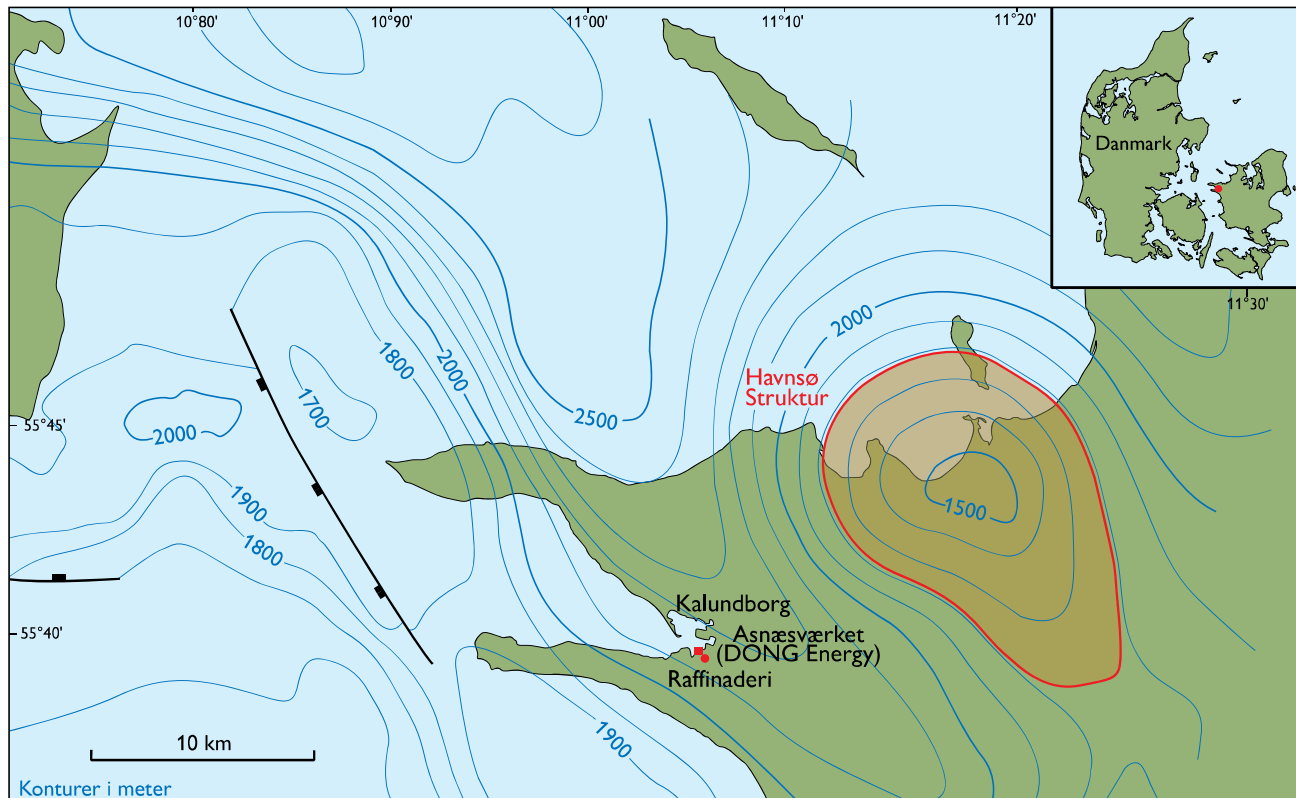 10°80'
10°90'
11°00'
11°10'
11°20'
Danmark
11°30'
2000
1800
2000
Havnsø
Struktur
1700
2500
55°45'
2000
1900
1500
1800
Kalundborg
55°40'
Asnæsværket
(DONG Energy)
Raffinaderi
1900
10 km
Konturer i meter